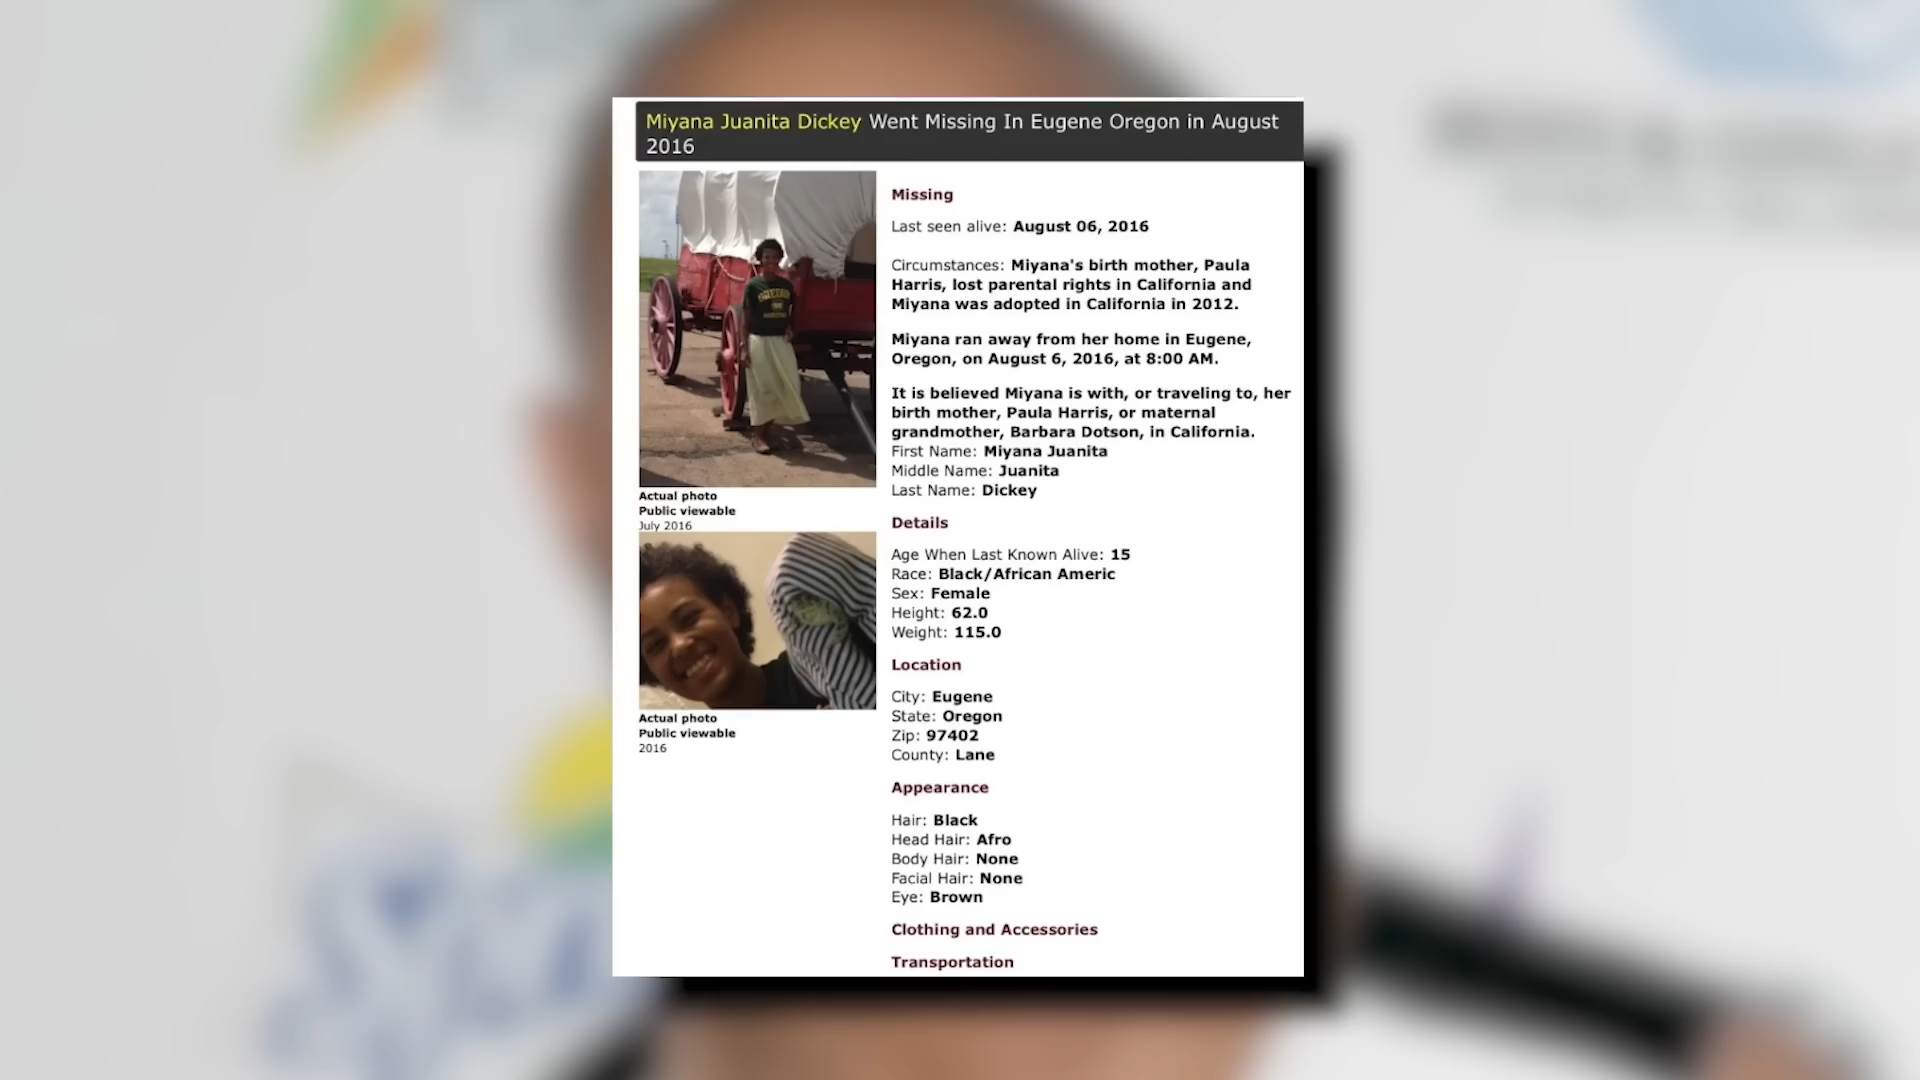 Miyana Juanita Dickey Went Missing In Eugene Oregon in August
2016
Actual photo
Public viewable
July 2016
Actual photo
Public viewable
2016
Missing
Last seen alive: August 06, 2016
Circumstances: Miyana's birth mother, Paula
Harris, lost parental rights in California and
Miyana was adopted in California in 2012.
Miyana ran away from her home in Eugene,
Oregon, on August 6, 2016, at 8:00 AM.
It is believed Miyana is with, or traveling to, her
birth mother, Paula Harris, or maternal
grandmother, Barbara Dotson, in California.
First Name: Miyana Juanita
Middle Name: Juanita
Last Name: Dickey
Details
Age When Last Known Alive: 15
Race: Black/African Americ
Sex: Female
Height: 62.0
Weight: 115.0
Location
City: Eugene
State: Oregon
Zip: 97402
County: Lane
Appearance
Hair: Black
Head Hair: Afro
Body Hair: None
Facial Hair: None
Eye: Brown
Clothing and Accessories
Transportation